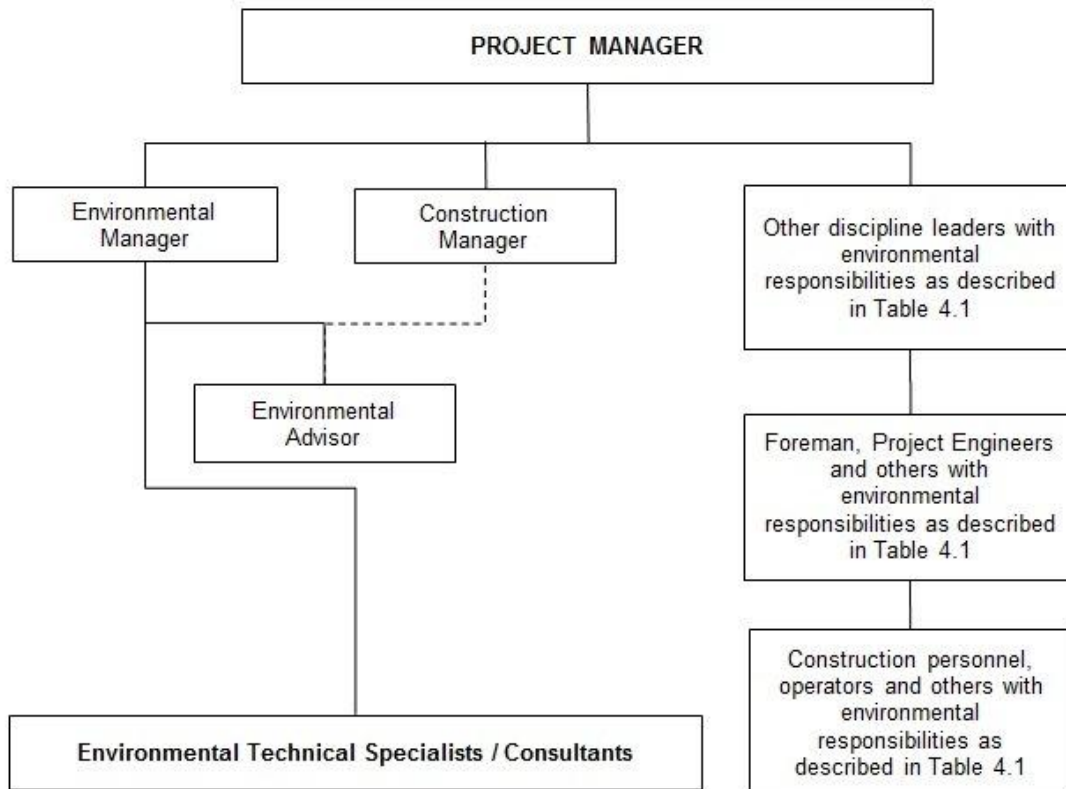 PROJECT MANAGER
Environmental
Manager
Construction
Manager
Other discipline leaders with
environmental
responsibilities as described
in Table 4.1
Environmental
Advisor
Foreman, Project Engineers
and others with
environmental
responsibilities as described
in Table 4.1
Construction personnel,
operators and others with
environmental
responsibilities as
described in Table 4.1
Environmental Technical Specialists / Consultants